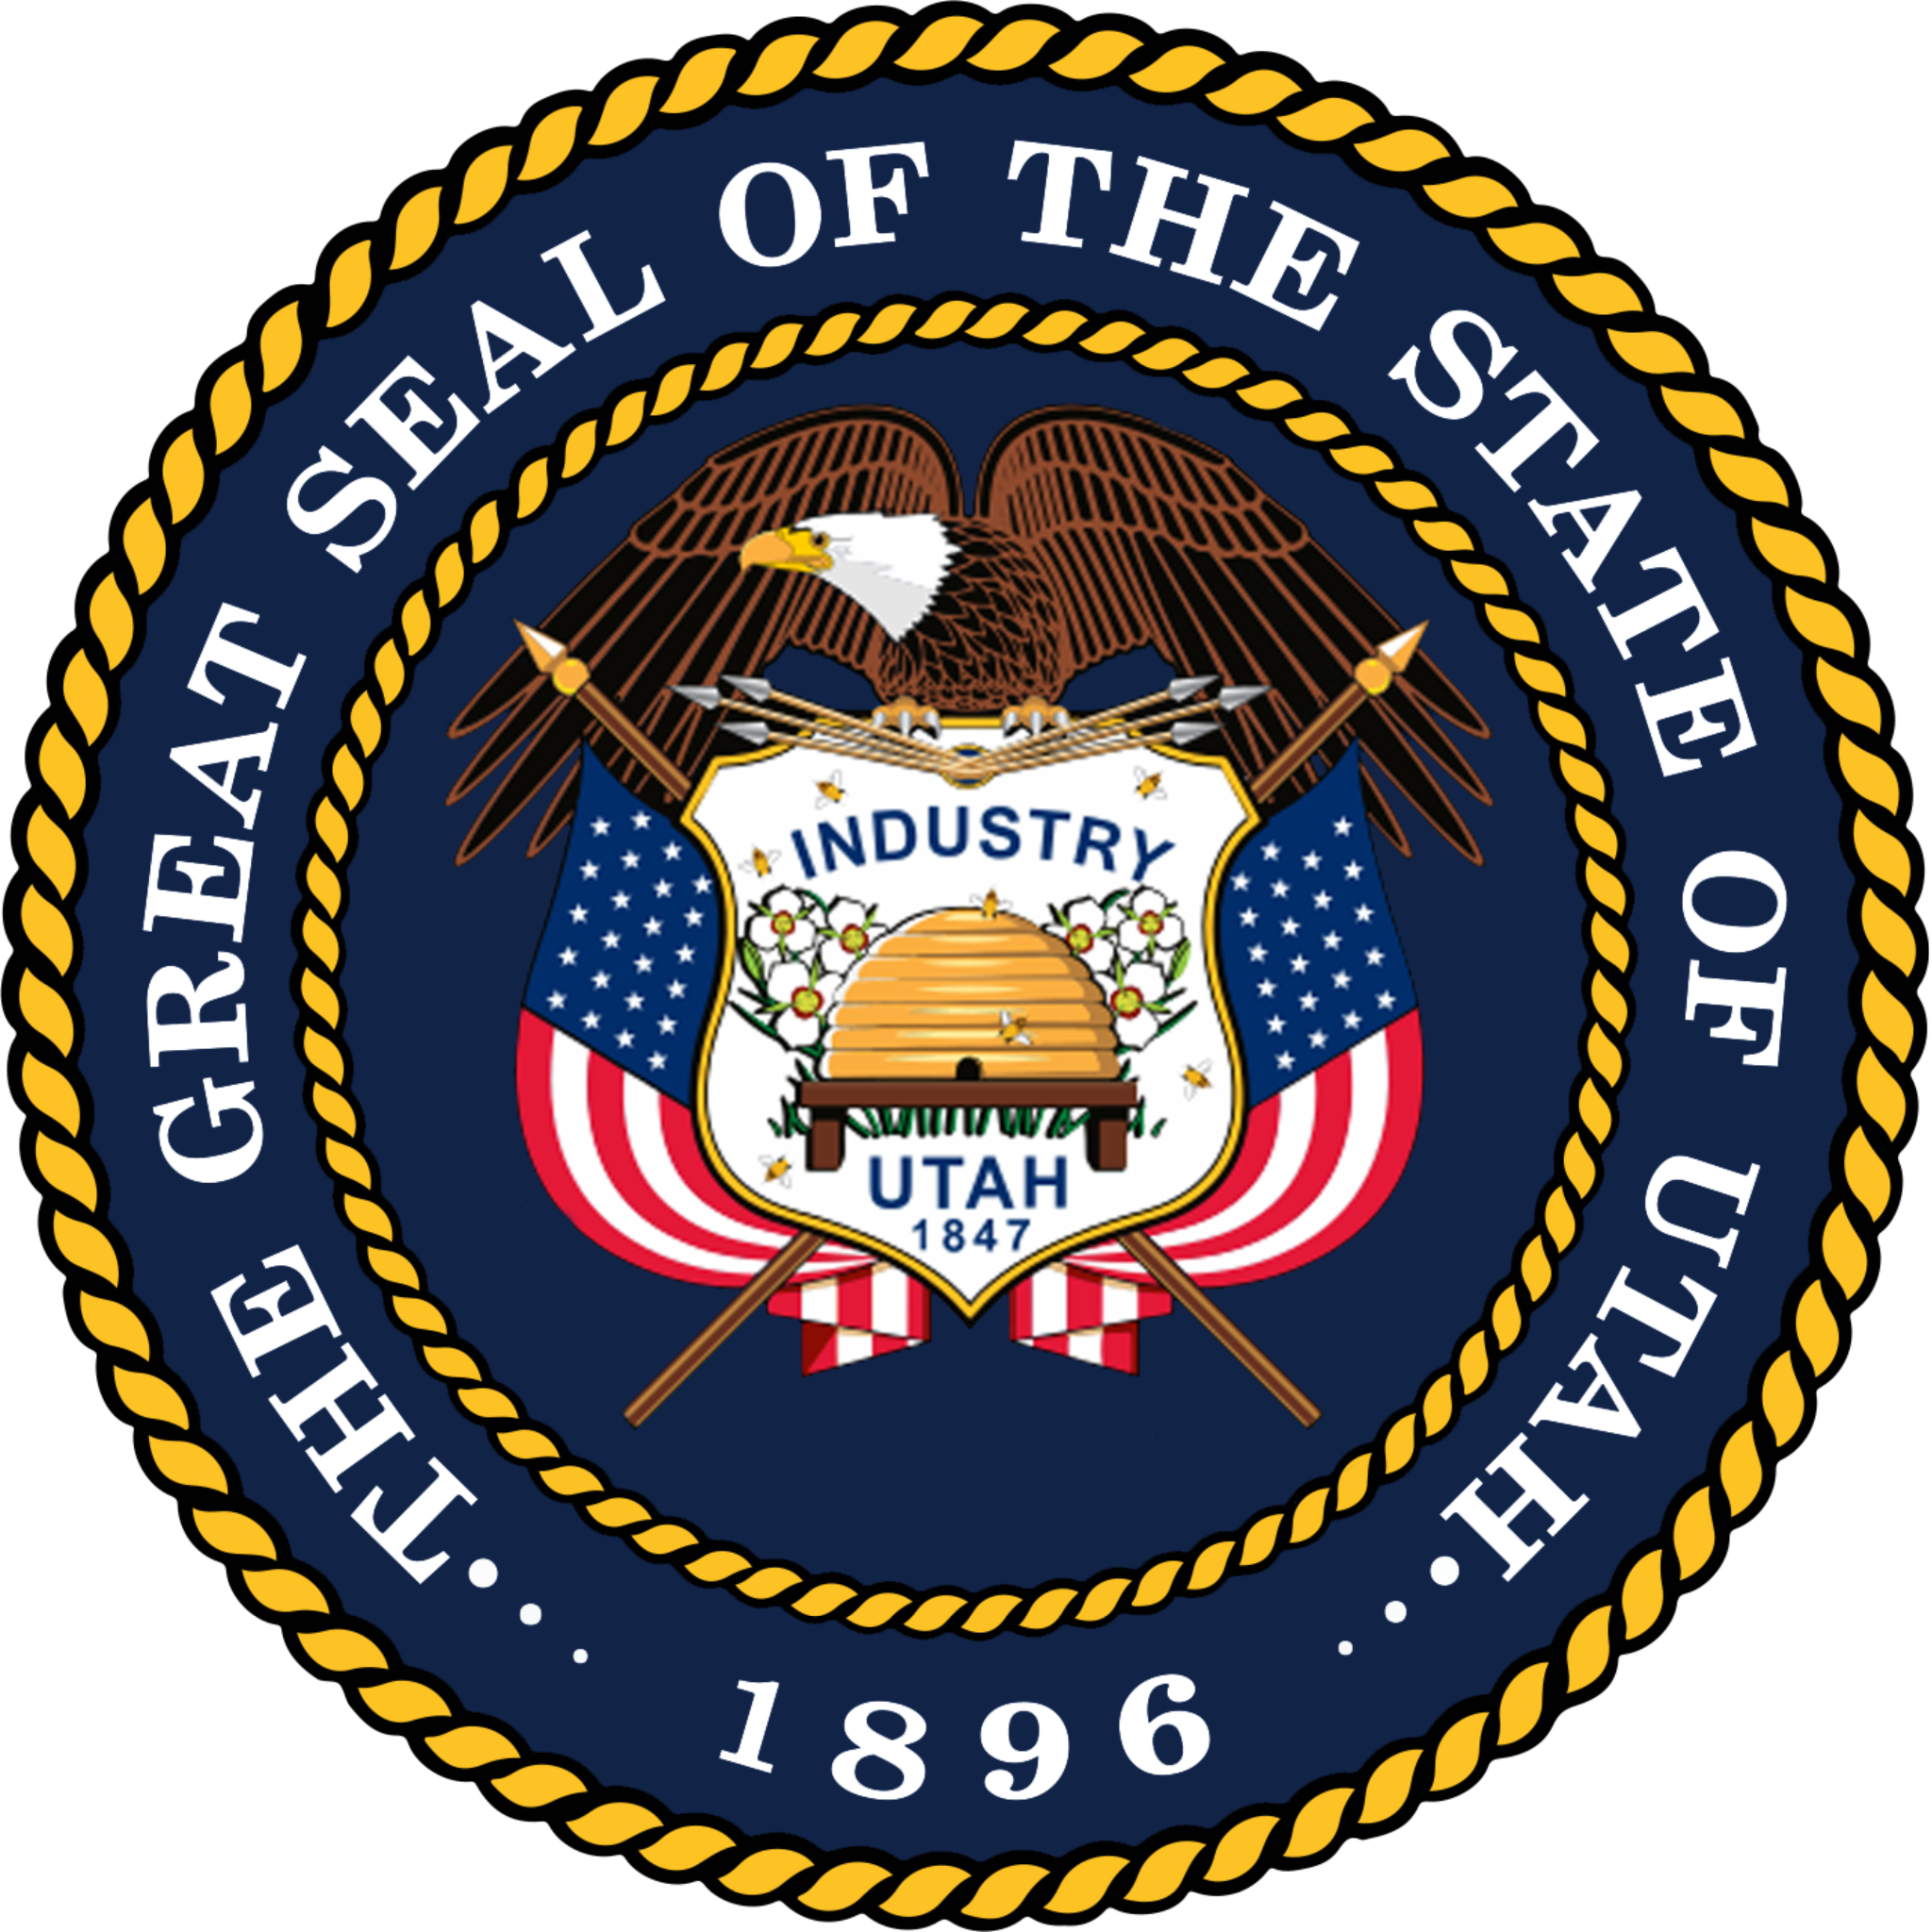 THE GREAT SEAL OF THE STATE OF UTAH
INDUSTRY
UTAH
1847
1896